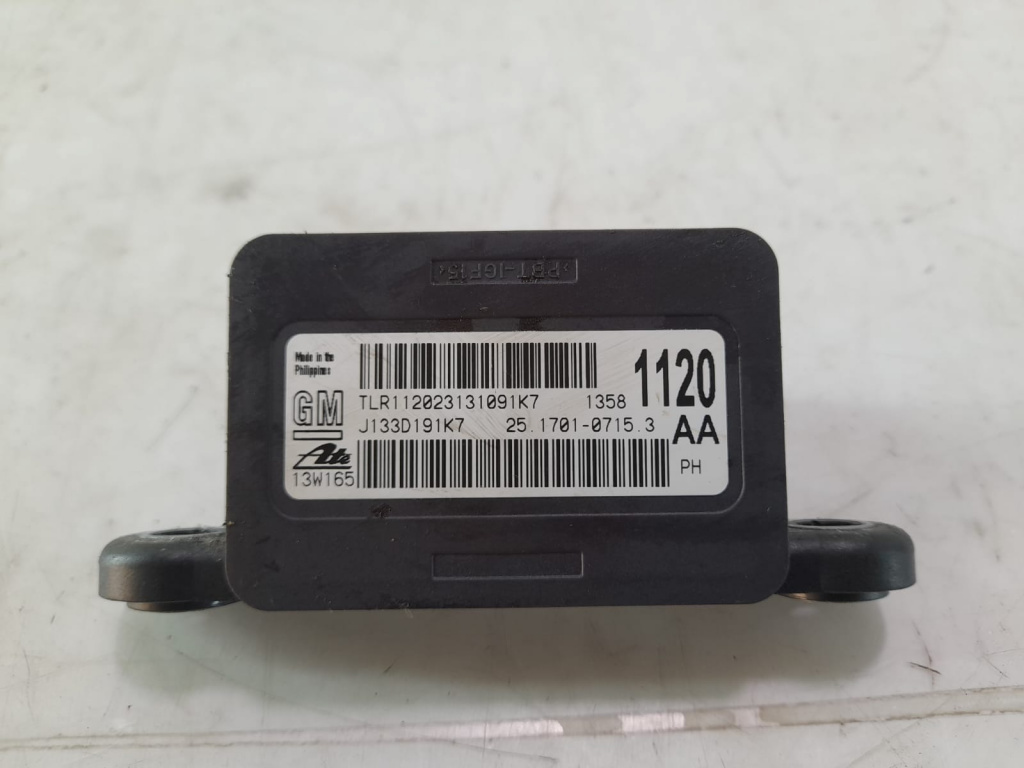 >PBT-IGF15<
Made in the
Philippines
GM
TLR112023131091K7 1358
1120
J133D191K7 25.1701-0715.3
AA
Ate
13W165
PH